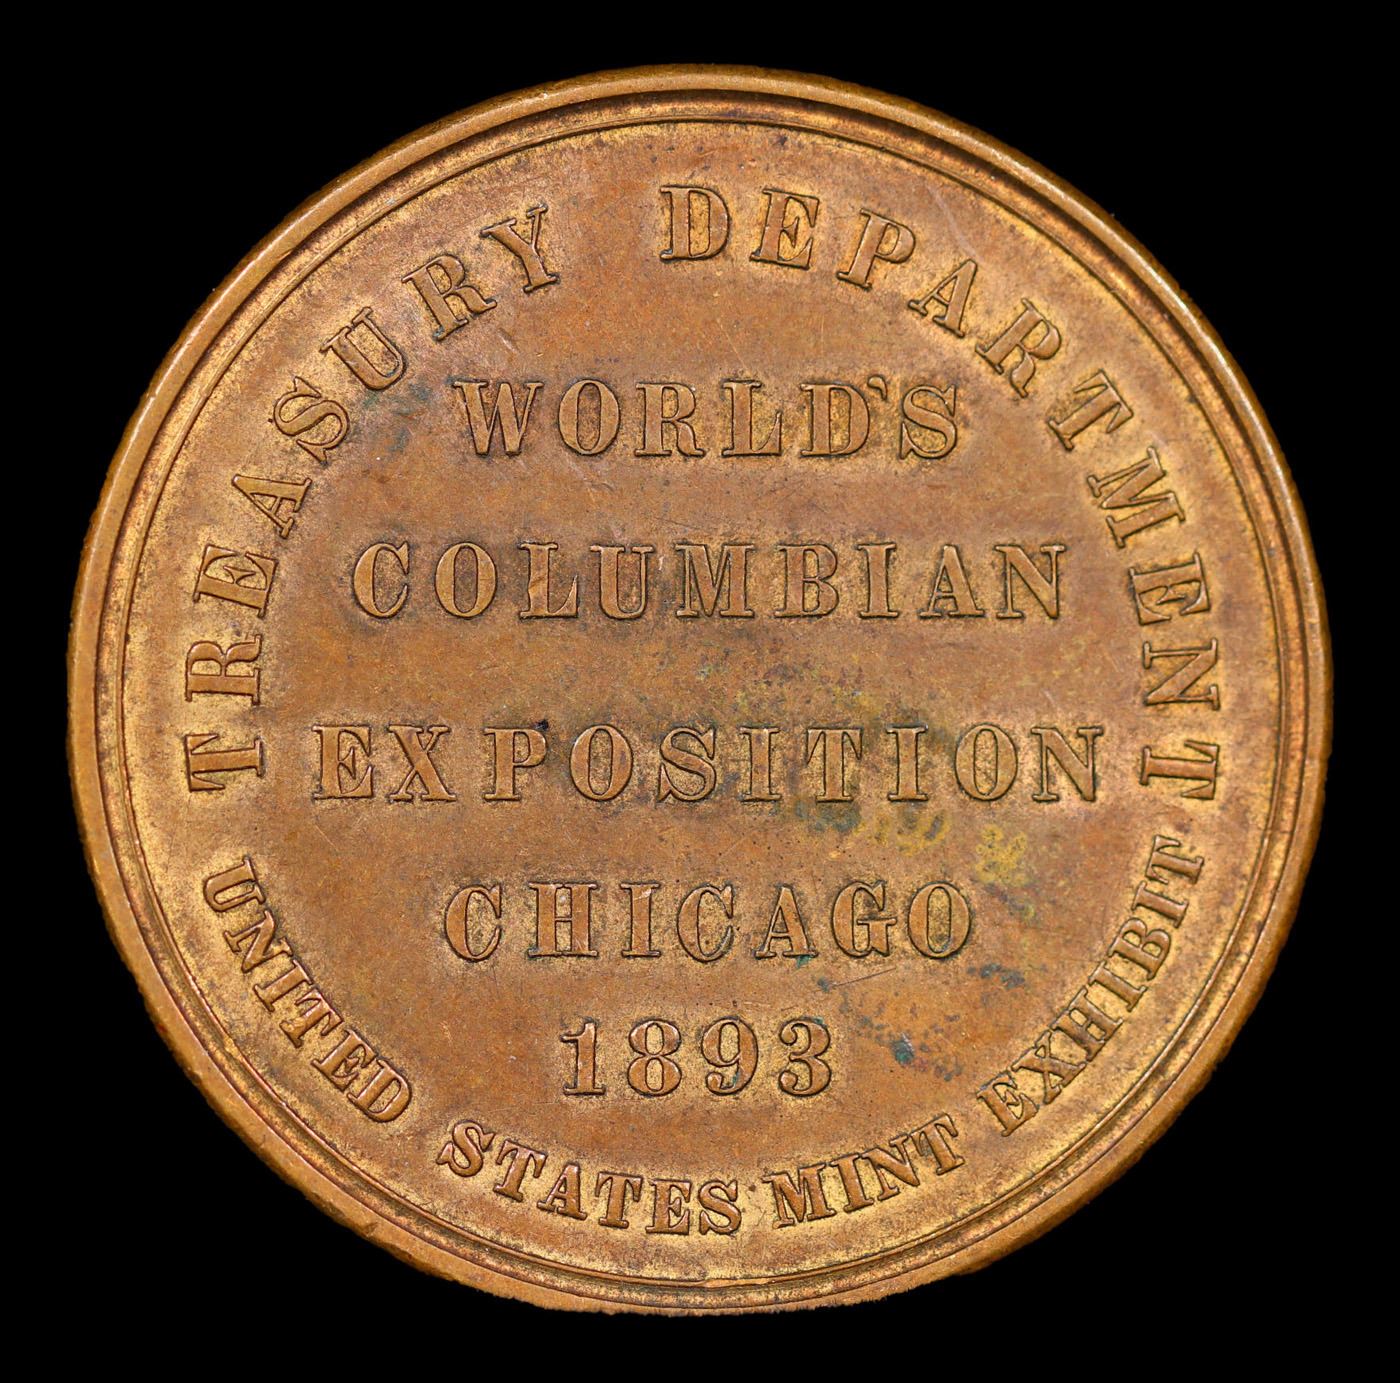 TREASURY DEPARTMENT
WORLD'S
COLUMBIAN
EXPOSITION
CHICAGO
1893
UNITED STATES MINT EXHIBIT